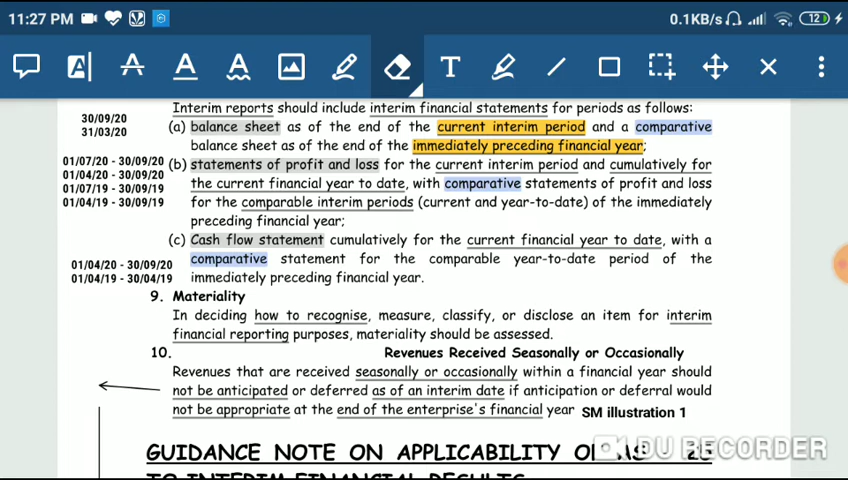 11:27 PM
0.1KB/s
12
A
A
A
A
T
Interim reports should include interim financial statements for periods as follows:
30/09/20
31/03/20
(a) balance sheet as of the end of the current interim period and a comparative
balance sheet as of the end of the immediately preceding financial year;
01/07/20 - 30/09/20
01/04/20 - 30/09/20
01/07/19 - 30/09/19
01/04/19 - 30/09/19
(b) statements of profit and loss for the current interim period and cumulatively for
the current financial year to date, with comparative statements of profit and loss
for the comparable interim periods (current and year-to-date) of the immediately
preceding financial year;
(c) Cash flow statement cumulatively for the current financial year to date, with a
comparative statement for the comparable year-to-date period of the
immediately preceding financial year.
01/04/20 - 30/09/20
01/04/19 - 30/04/19
9. Materiality
In deciding how to recognise, measure, classify, or disclose an item for interim
financial reporting purposes, materiality should be assessed.
10. Revenues Received Seasonally or Occasionally
Revenues that are received seasonally or occasionally within a financial year should
not be anticipated or deferred as of an interim date if anticipation or deferral would
not be appropriate at the end of the enterprise's financial year SM illustration 1
GUIDANCE NOTE ON APPLICABILITY OF AS 25
TO INTERIM FINANCIAL RESULTS
DU RECORDER